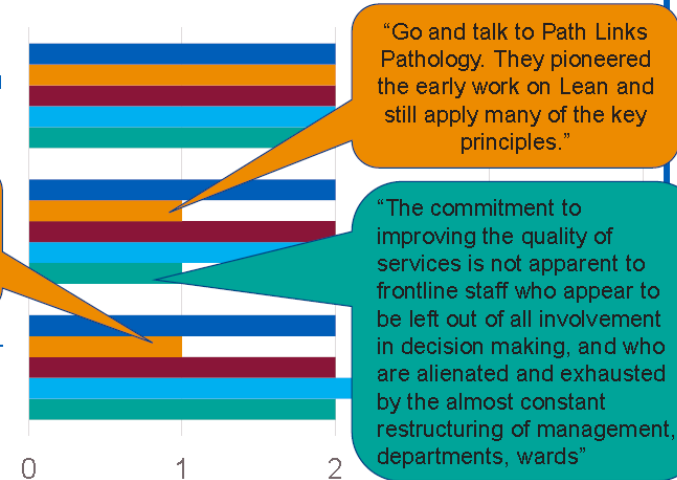 “Go and talk to Path Links
Pathology. They pioneered
the early work on Lean and
still apply many of the key
principles.”
“The commitment to
improving the quality of
services is not apparent to
frontline staff who appear to
be left out of all involvement
in decision making, and who
are alienated and exhausted
by the almost constant
restructuring of management,
departments, wards”
0 1 2